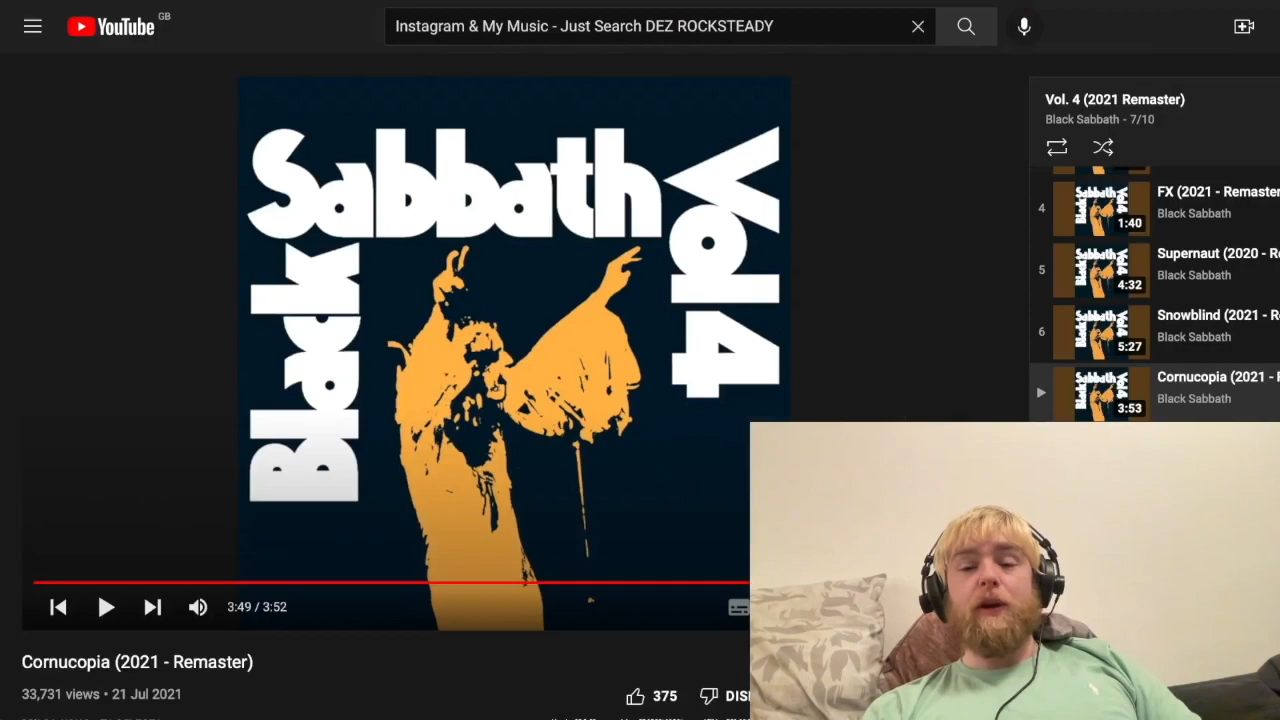 YouTube GB
Instagram & My Music - Just Search DEZ ROCKSTEADY
Black Sabbath Vol 4
Vol. 4 (2021 Remaster)
Black Sabbath - 7/10
4
1:40
FX (2021 - Remaster
Black Sabbath
5
4:32
Supernaut (2020 - R
Black Sabbath
6
5:27
Snowblind (2021 - R
Black Sabbath
3:53
Cornucopia (2021 - 
Black Sabbath
3:49 / 3:52
Cornucopia (2021 - Remaster)
33,731 views • 21 Jul 2021
375
DIS